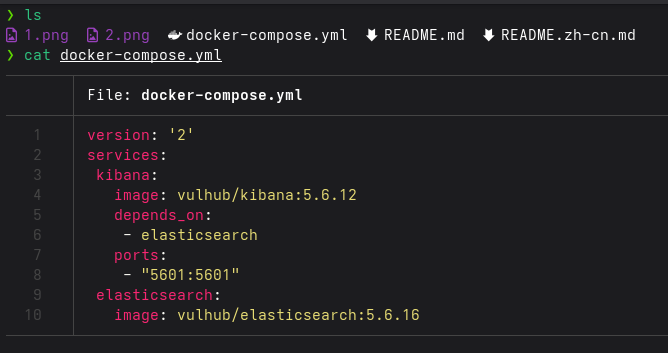 ❯ ls
1.png 2.png docker-compose.yml README.md README.zh-cn.md
❯ cat docker-compose.yml
File: docker-compose.yml
1 version: '2'
2 services:
3  kibana:
4    image: vulhub/kibana:5.6.12
5    depends_on:
6     - elasticsearch
7    ports:
8     - "5601:5601"
9  elasticsearch:
10    image: vulhub/elasticsearch:5.6.16